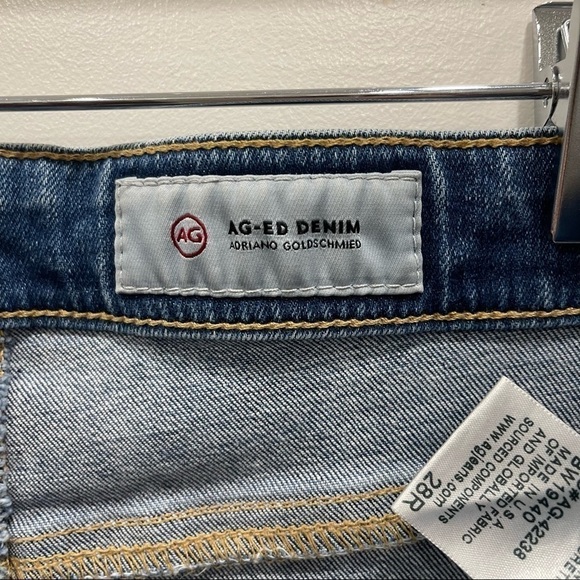 AG
AG-ED DENIM
ADRIANO GOLDSCHMIED
#AG-42238
19440
MADE IN U.S.A.
OF IMPORTED FABRIC
AND GLOBALLY
SOURCED COMPONENTS
www.agjeans.com
28R